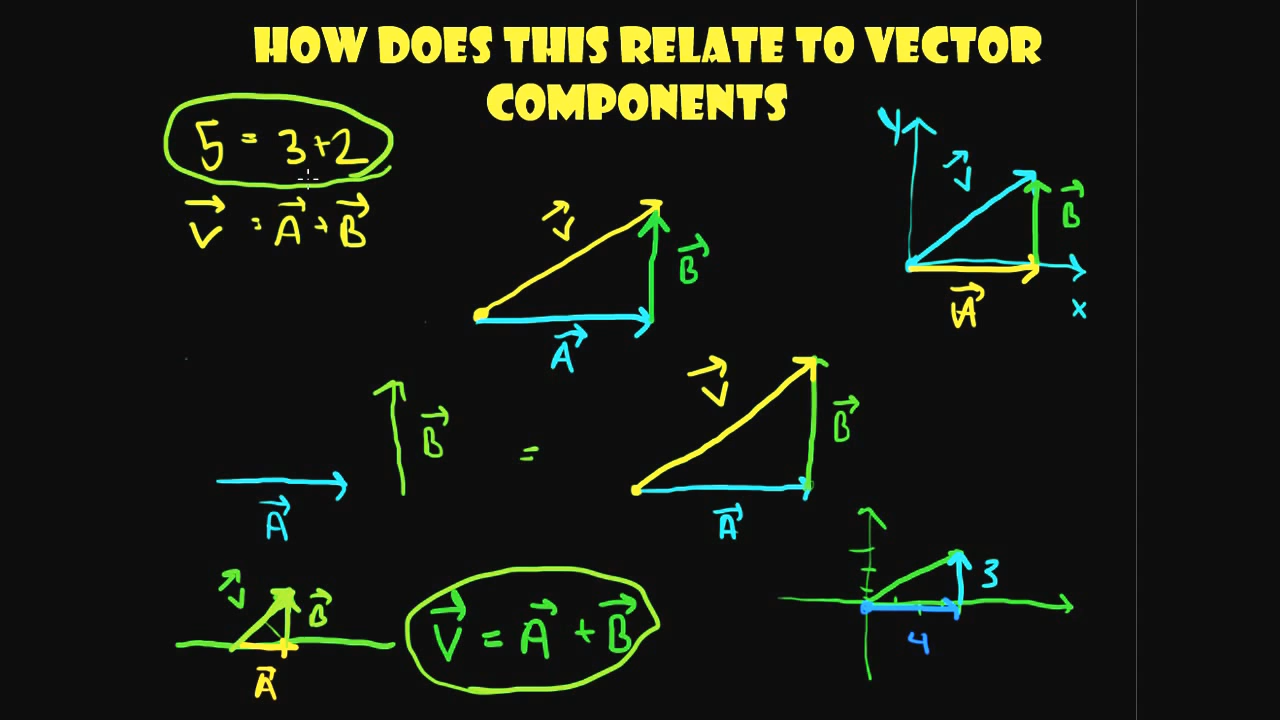 HOW DOES THIS RELATE TO VECTOR
COMPONENTS
5 = 3+2
V = A + B
y
V
B
A
x
V
B
A
B
=
A
V
B
A
V
B
A
V = A + B
3
4